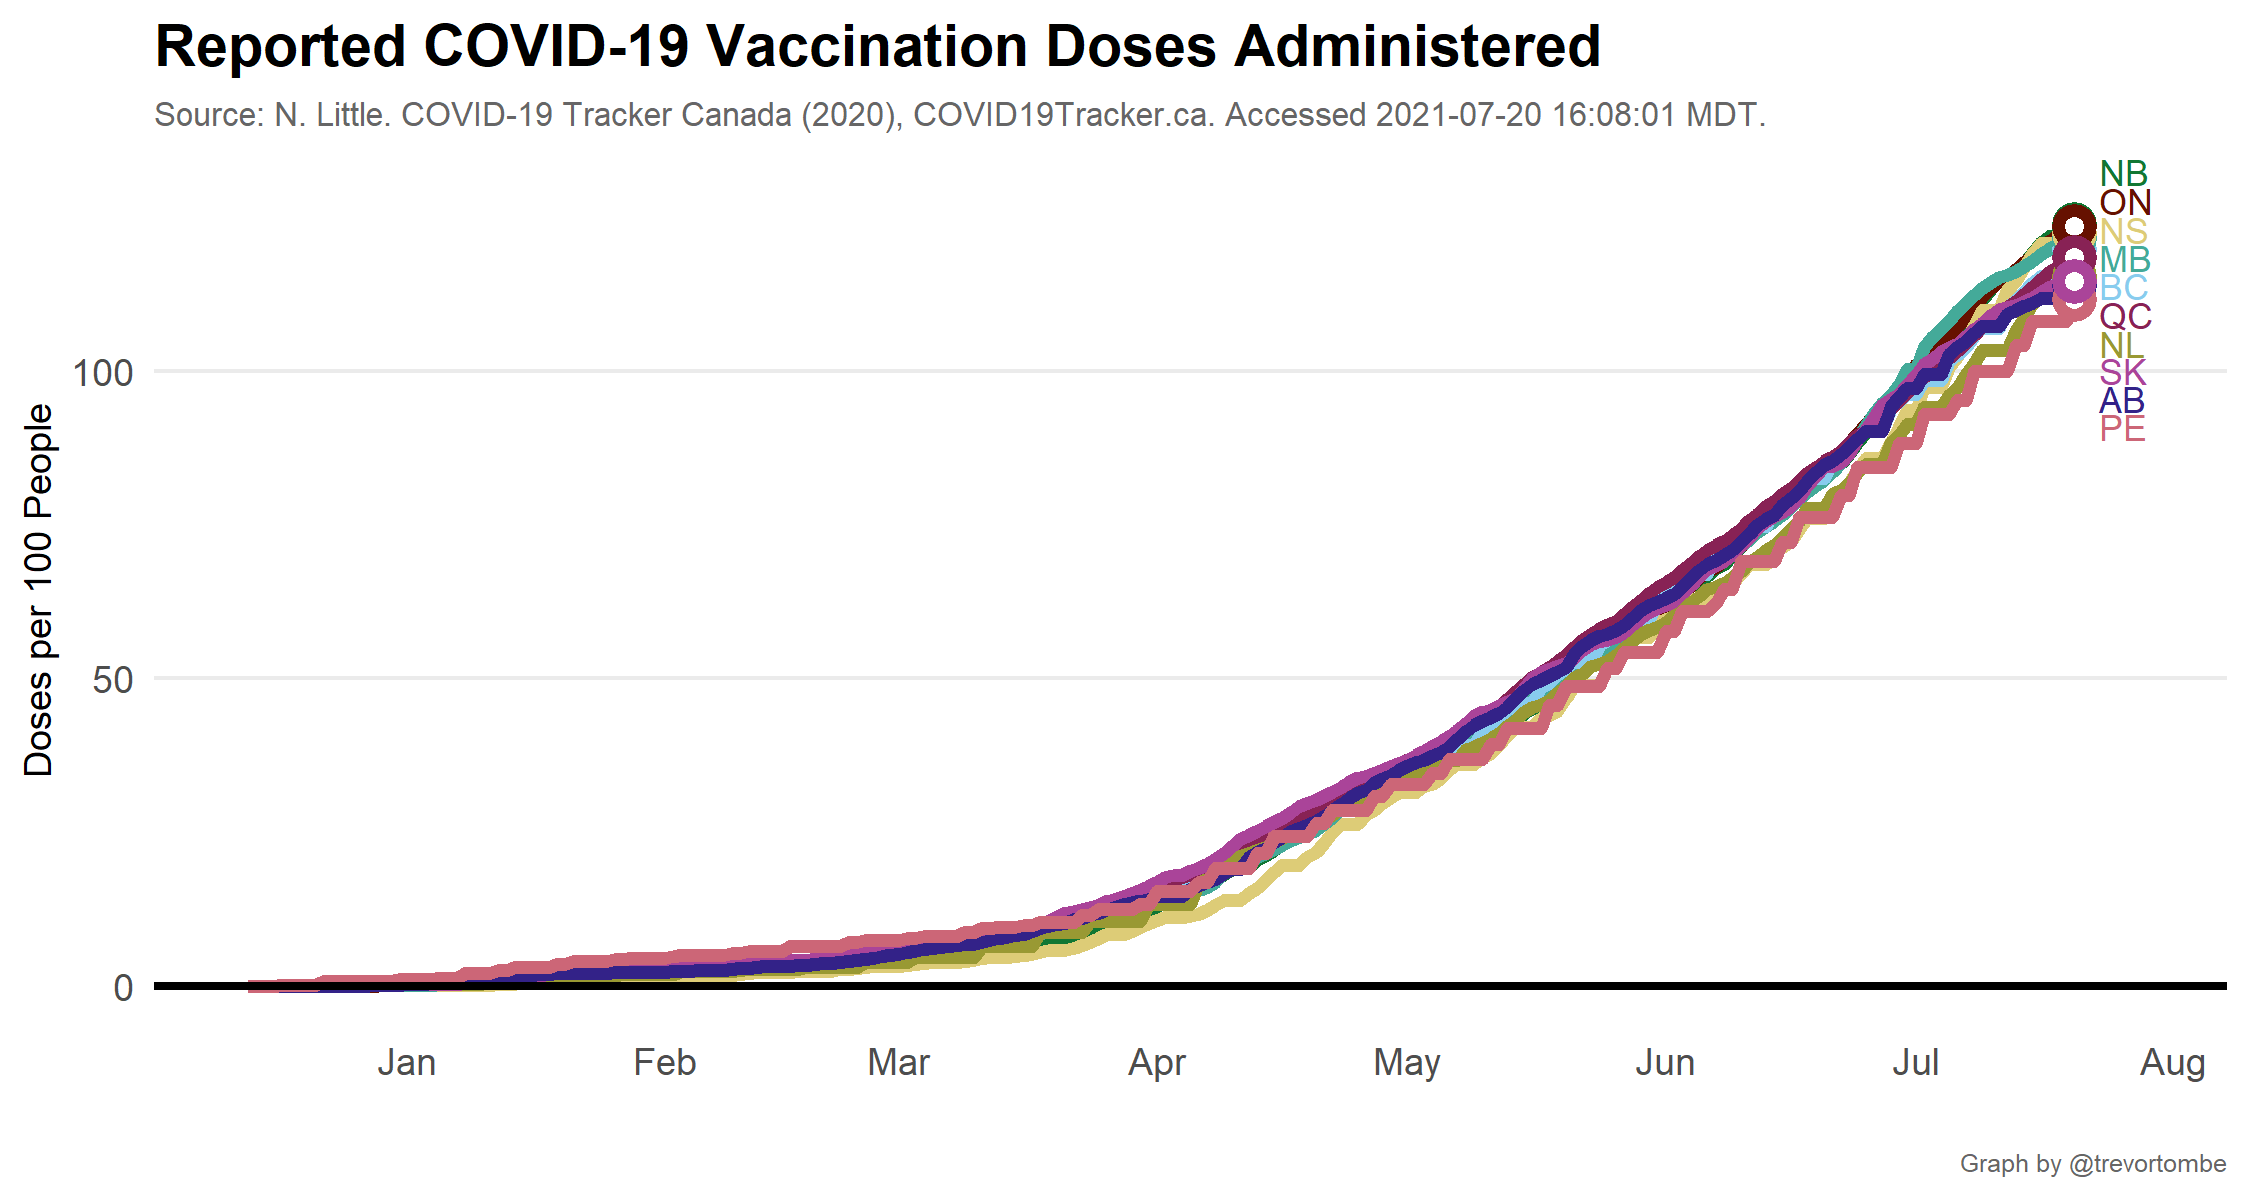 Reported COVID-19 Vaccination Doses Administered
Source: N. Little. COVID-19 Tracker Canada (2020), COVID19Tracker.ca. Accessed 2021-07-20 16:08:01 MDT.
NB
ON
NS
MB
BC
QC
NL
SK
AB
PE
Doses per 100 People
100
50
0
Jan Feb Mar Apr May Jun Jul Aug
Graph by @trevortombe